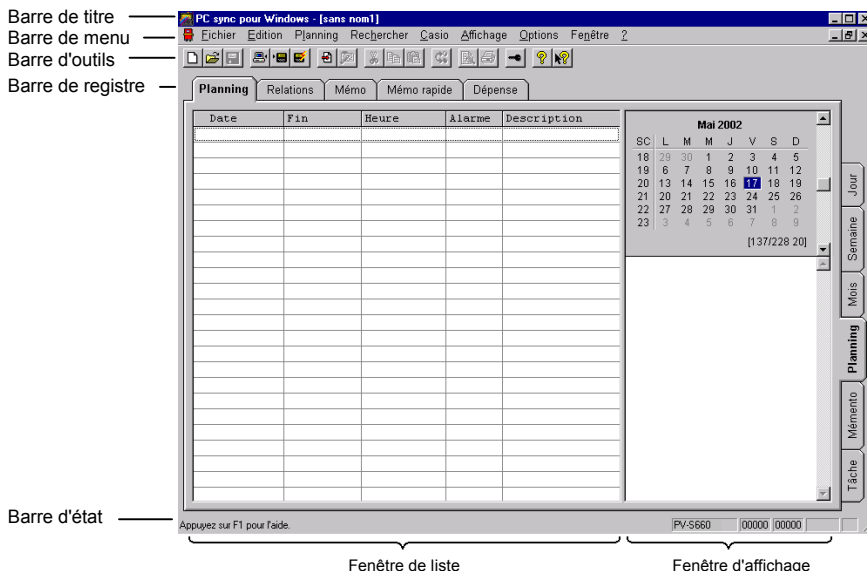 Barre de titre
PC sync pour Windows - [sans nom1]
Barre de menu
Fichier Edition Planning Rechercher Casio Affichage Options Fenêtre ?
Barre d'outils
Barre de registre
Planning Relations Mémo Mémo rapide Dépense
Date Fin Heure Alarme Description
Mai 2002
SC L M M J V S D
18 29 30 1 2 3 4 5
19 6 7 8 9 10 11 12
20 13 14 15 16 17 18 19
21 20 21 22 23 24 25 26
22 27 28 29 30 31 1 2
23 3 4 5 6 7 8 9
[137/228 20]
Jour
Semaine
Mois
Planning
Mémento
Tâche
Barre d'état
Appuyez sur F1 pour l'aide.
PV-S660 00000 00000
Fenêtre de liste
Fenêtre d'affichage